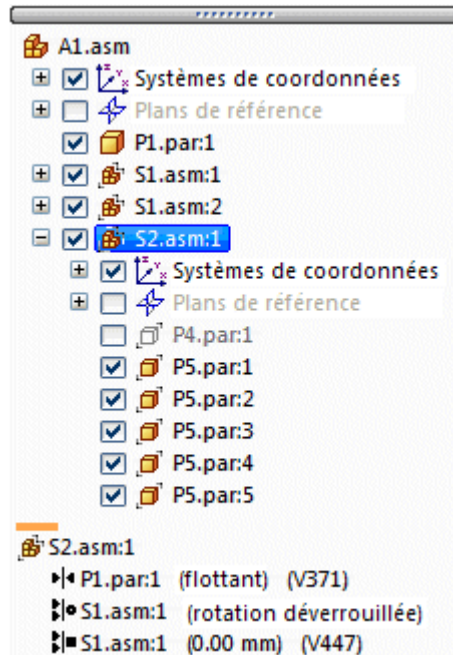 A1.asm
Systèmes de coordonnées
Plans de référence
P1.par:1
S1.asm:1
S1.asm:2
S2.asm:1
Systèmes de coordonnées
Plans de référence
P4.par:1
P5.par:1
P5.par:2
P5.par:3
P5.par:4
P5.par:5
S2.asm:1
P1.par:1 (flottant) (V371)
S1.asm:1 (rotation déverrouillée)
S1.asm:1 (0.00 mm) (V447)